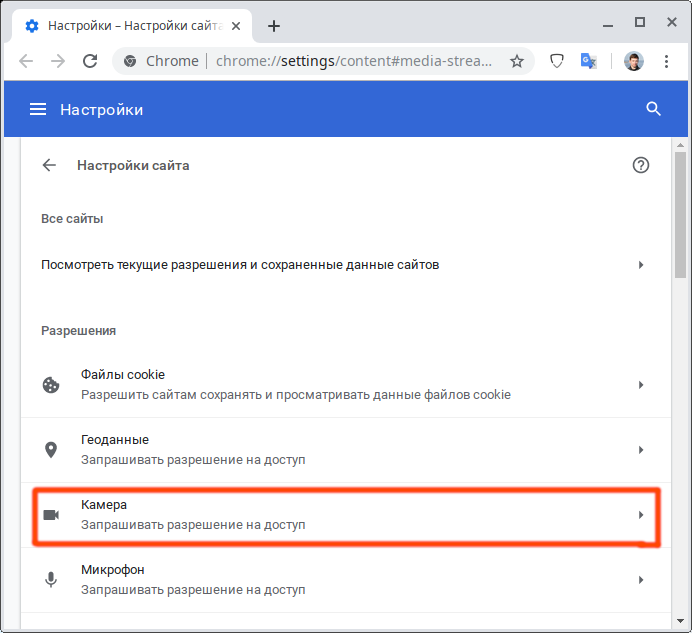 Настройки – Настройки сайта
Chrome | chrome://settings/content#media-strea...
Настройки
Настройки сайта
Все сайты
Посмотреть текущие разрешения и сохраненные данные сайтов
Разрешения
Файлы cookie
Разрешить сайтам сохранять и просматривать данные файлов cookie
Геоданные
Запрашивать разрешение на доступ
Камера
Запрашивать разрешение на доступ
Микрофон
Запрашивать разрешение на доступ